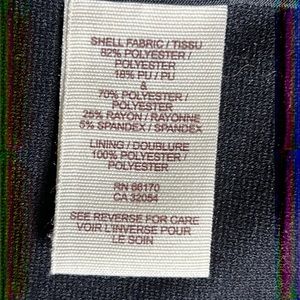 SHELL FABRIC / TISSU
82% POLYESTER /
POLYESTER
18% PU / PU
&
70% POLYESTER /
POLYESTER
25% RAYON / RAYONNE
5% SPANDEX / SPANDEX
LINING / DOUBLURE
100% POLYESTER /
POLYESTER
RN 66170
CA 32054
SEE REVERSE FOR CARE
VOIR L'INVERSE POUR
LE SOIN